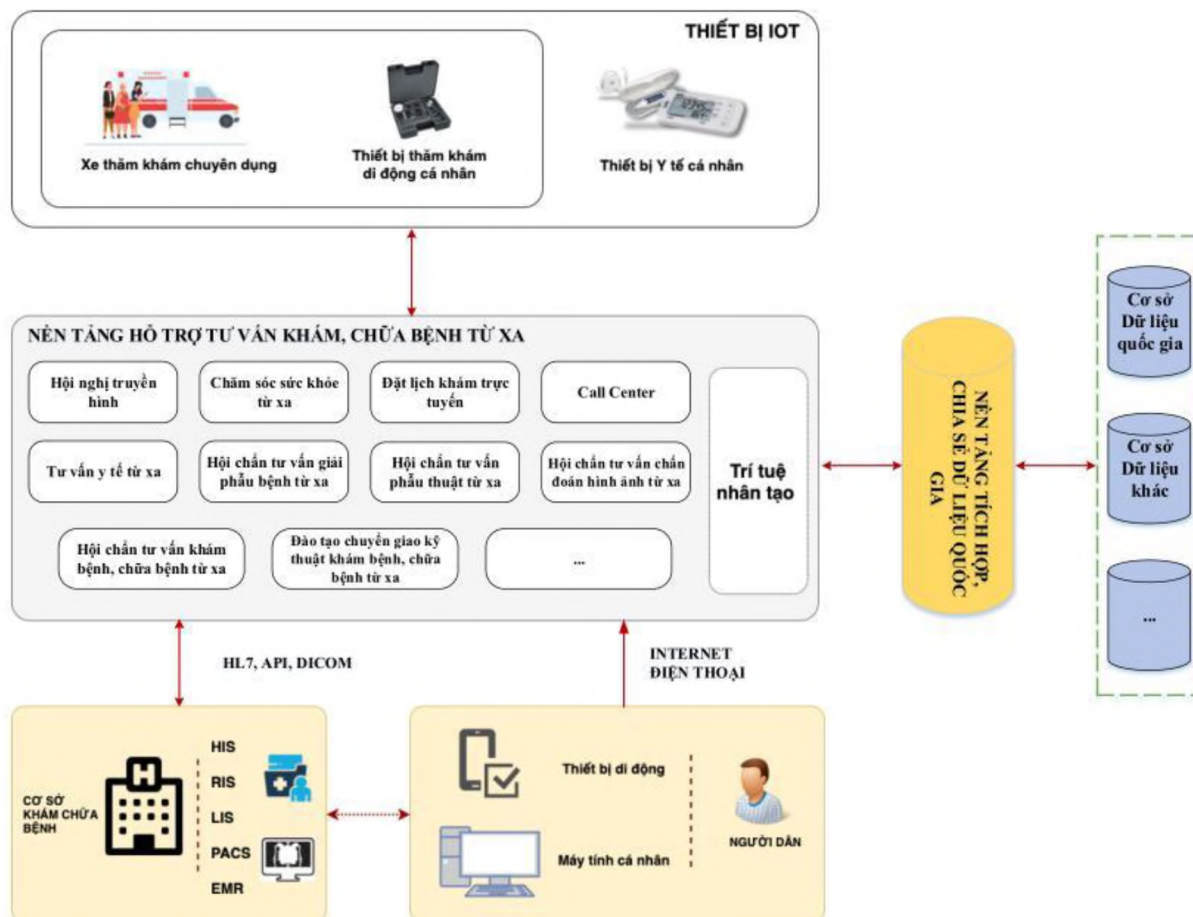 THIẾT BỊ IOT
Xe thăm khám chuyên dụng
Thiết bị thăm khám
di động cá nhân
Thiết bị Y tế cá nhân
NỀN TẢNG HỖ TRỢ TƯ VẤN KHÁM, CHỮA BỆNH TỪ XA
Hội nghị truyền
hình
Chăm sóc sức khỏe
từ xa
Đặt lịch khám trực
tuyến
Call Center
Tư vấn y tế từ xa
Hội chẩn tư vấn giải
phẫu bệnh từ xa
Hội chẩn tư vấn
phẫu thuật từ xa
Hội chẩn tư vấn chẩn
đoán hình ảnh từ xa
Hội chẩn tư vấn khám
bệnh, chữa bệnh từ xa
Đào tạo chuyển giao kỹ
thuật khám bệnh, chữa
bệnh từ xa
...
Trí tuệ
nhân tạo
NỀN TẢNG TÍCH HỢP,
CHIA SẺ DỮ LIỆU QUỐC
GIA
Cơ sở
Dữ liệu
quốc gia
Cơ sở
Dữ liệu
khác
...
HL7, API, DICOM
INTERNET
ĐIỆN THOẠI
CƠ SỞ
KHÁM CHỮA
BỆNH
H
HIS
RIS
LIS
PACS
EMR
Thiết bị di động
Máy tính cá nhân
NGƯỜI DÂN